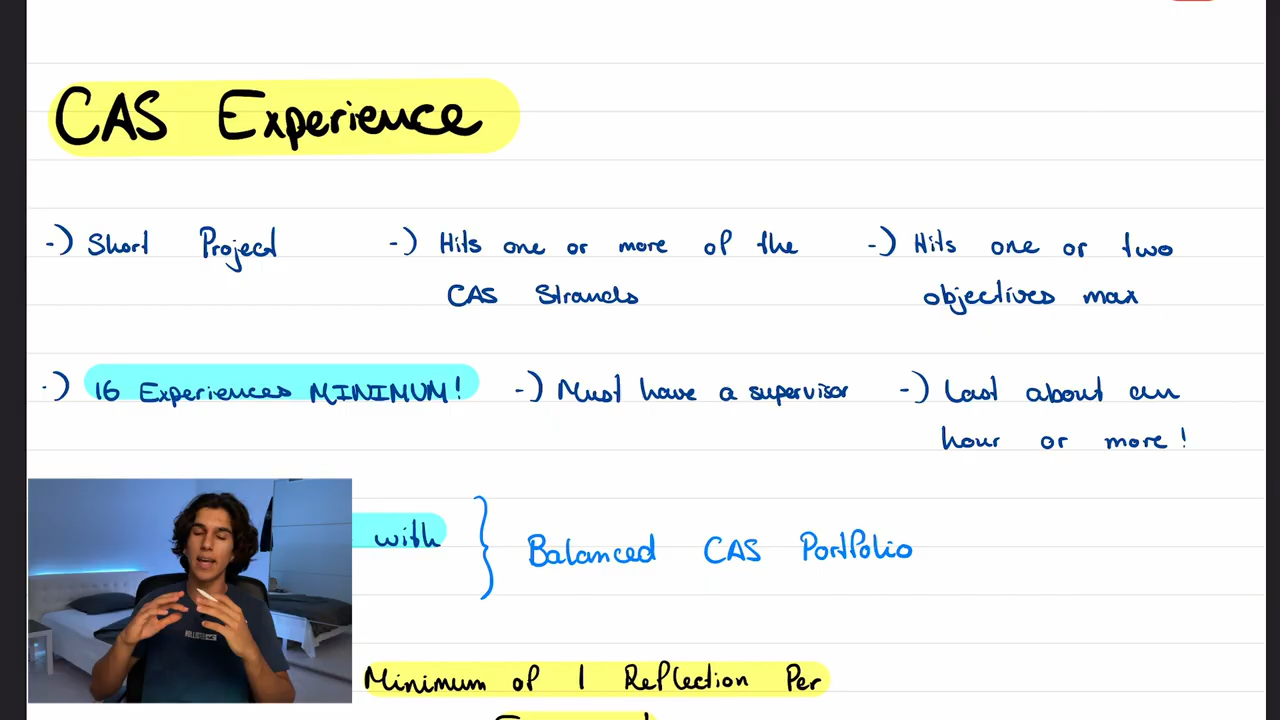 CAS Experience
-) Short Project -) Hits one or more of the -) Hits one or two
CAS Strands objectives max
-) 16 Experiences MINIMUM! -) Must have a supervisor -) Last about an
hour or more!
with } Balanced CAS Portfolio
Minimum of 1 Reflection Per